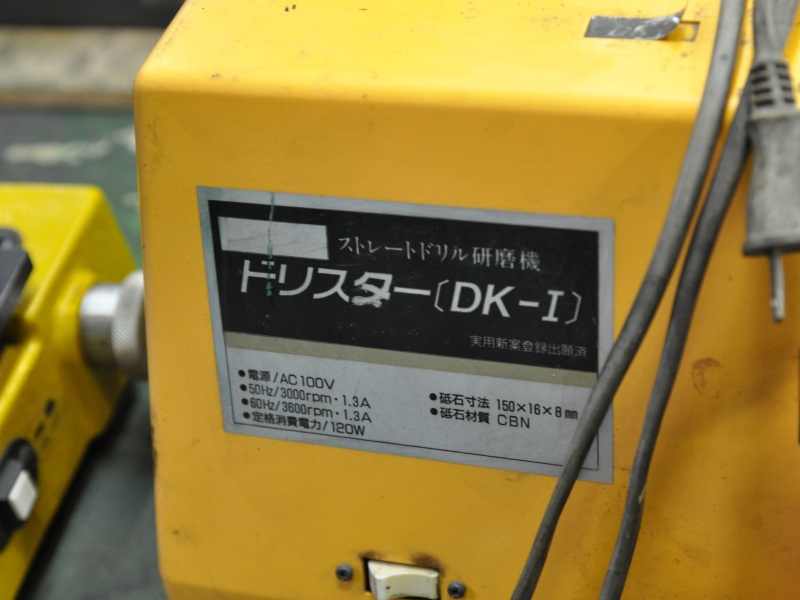 ストレートドリル研磨機
ドリスター〔DK-I〕
実用新案登録出願済
●電源/AC100V
●50Hz/3000rpm・1.3A
●60Hz/3600rpm・1.3A
●定格消費電力/120W
●砥石寸法 150×16×8mm
●砥石材質 CBN